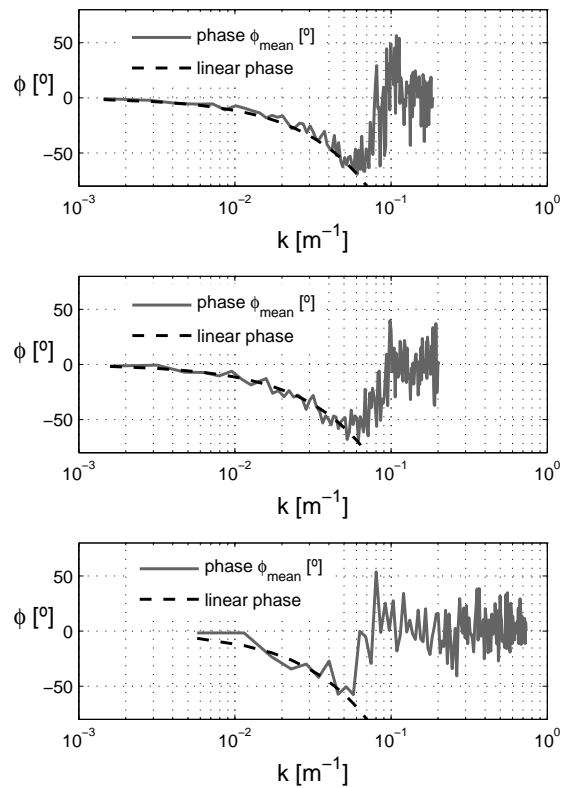 50
0
−50
ϕ [º]
phase ϕmean [º]
linear phase
10−3 10−2 10−1 100
k [m−1]
50
0
−50
ϕ [º]
phase ϕmean [º]
linear phase
10−3 10−2 10−1 100
k [m−1]
50
0
−50
ϕ [º]
phase ϕmean [º]
linear phase
10−3 10−2 10−1 100
k [m−1]